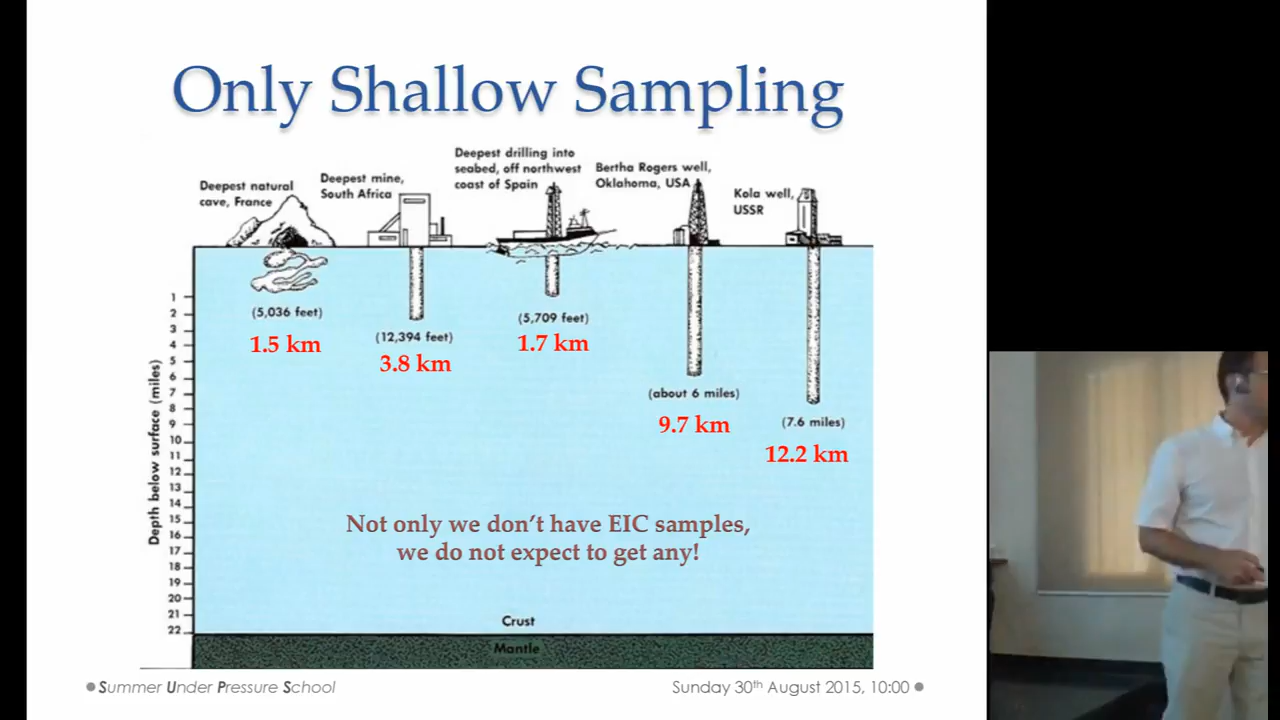 Only Shallow Sampling
Deepest natural
cave, France
Deepest mine,
South Africa
Deepest drilling into
seabed, off northwest
coast of Spain
Bertha Rogers well,
Oklahoma, USA
Kola well,
USSR
Depth below surface (miles)
1
2
3
4
5
6
7
8
9
10
11
12
13
14
15
16
17
18
19
20
21
22
(5,036 feet)
1.5 km
(12,394 feet)
3.8 km
(5,709 feet)
1.7 km
(about 6 miles)
9.7 km
(7.6 miles)
12.2 km
Not only we don't have EIC samples,
we do not expect to get any!
Crust
Mantle
Summer Under Pressure School
Sunday 30th August 2015, 10:00